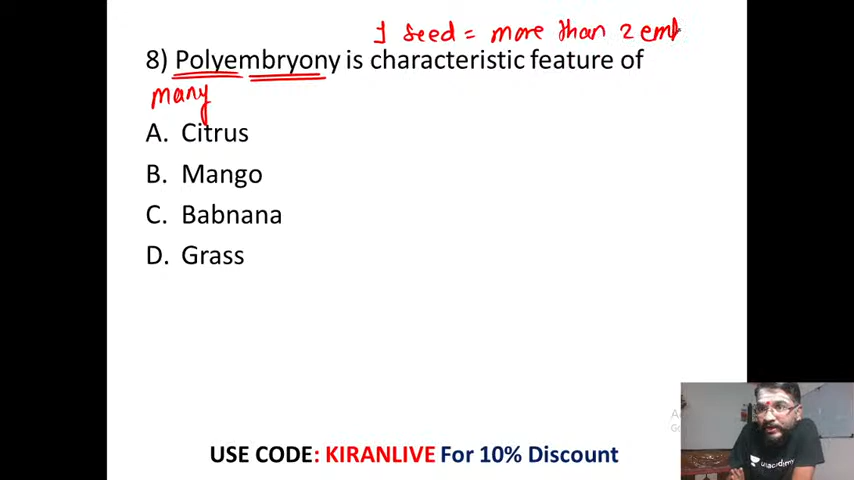 1 seed = more than 2 emb
8) Polyembryony is characteristic feature of
many
A. Citrus
B. Mango
C. Babnana
D. Grass
unacademy
USE CODE: KIRANLIVE For 10% Discount